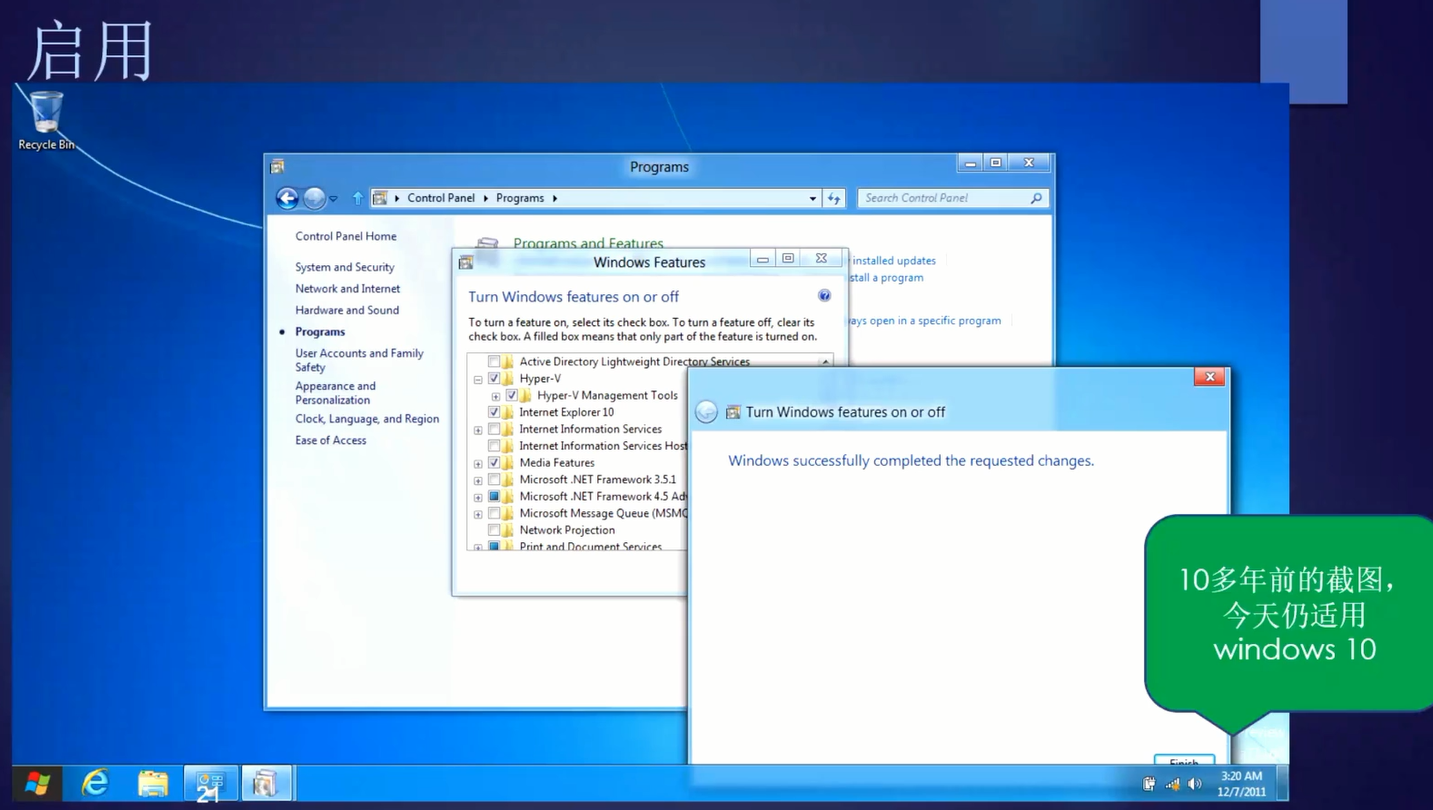 启用
Recycle Bin
Programs
Control Panel
Programs
Search Control Panel
Control Panel Home
System and Security
Network and Internet
Hardware and Sound
Programs
User Accounts and Family
Safety
Appearance and
Personalization
Clock, Language, and Region
Ease of Access
Programs and Features
installed updates
a program
open in a specific program
Windows Features
Turn Windows features on or off
To turn a feature on, select its check box. To turn a feature off, clear its
check box. A filled box means that only part of the feature is turned on.
Active Directory Lightweight Directory Services
Hyper-V
Hyper-V Management Tools
Internet Explorer 10
Internet Information Services
Internet Information Services Host
Media Features
Microsoft .NET Framework 3.5.1
Microsoft .NET Framework 4.5 Adv
Microsoft Message Queue (MSMQ
Network Projection
Print and Document Services
Turn Windows features on or off
Windows successfully completed the requested changes.
Finish
10多年前的截图，
今天仍适用
windows 10
21
3:20 AM
12/7/2011